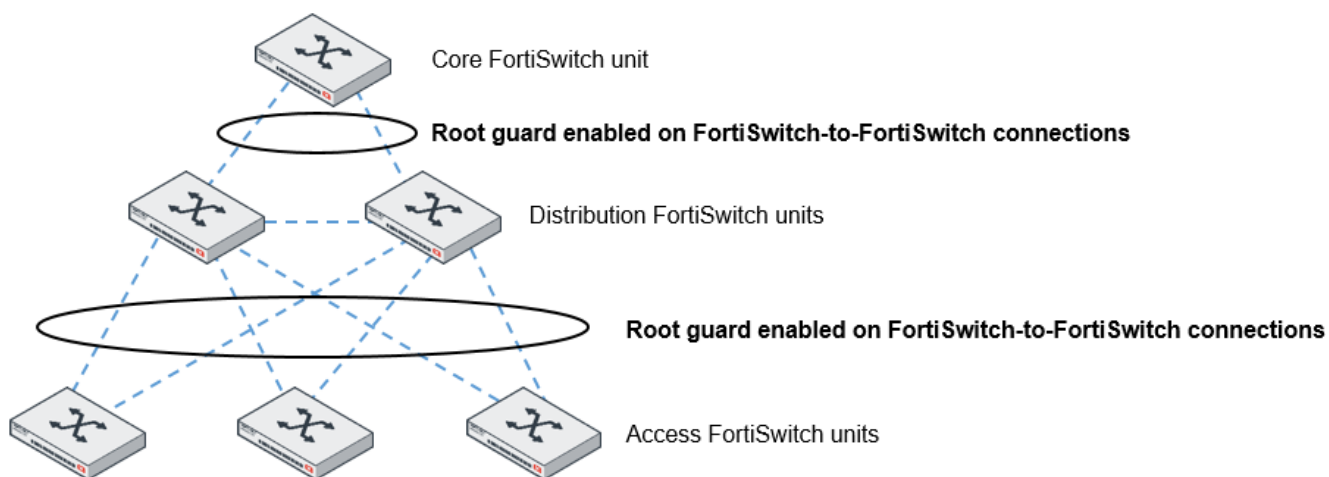 Core FortiSwitch unit
Root guard enabled on FortiSwitch-to-FortiSwitch connections
Distribution FortiSwitch units
Root guard enabled on FortiSwitch-to-FortiSwitch connections
Access FortiSwitch units